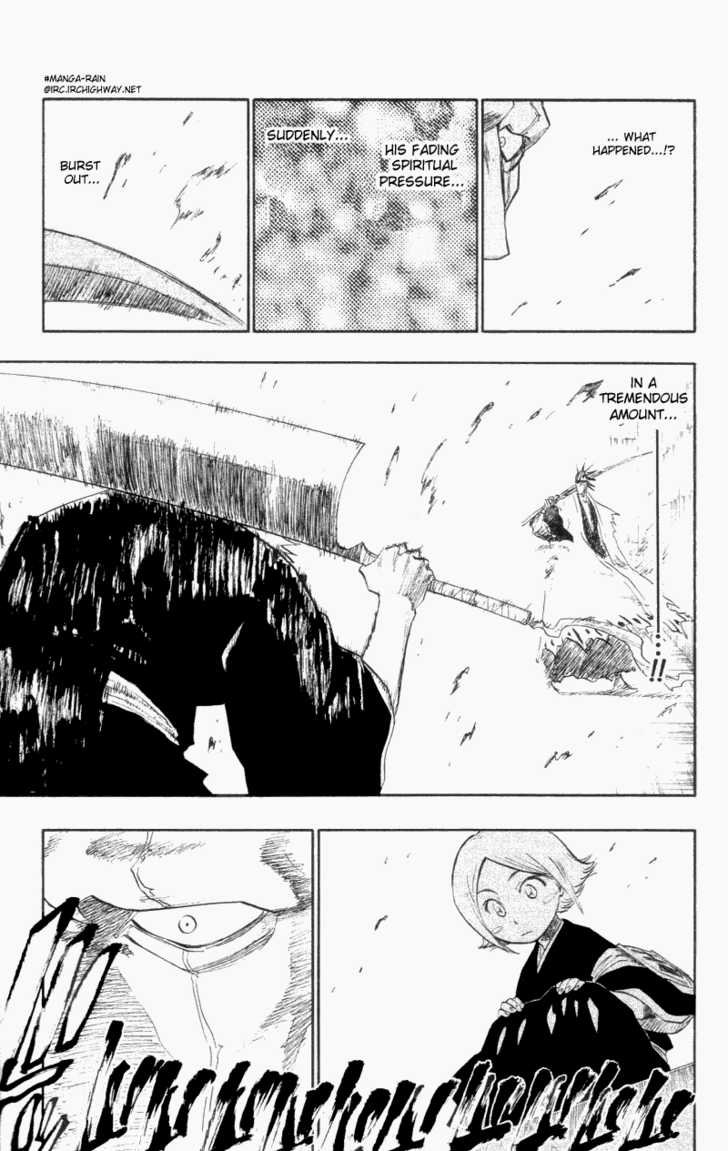 #MANGA-RAIN
@IRC.IRCHIGHWAY.NET
... WHAT
HAPPENED...!?
HIS FADING
SPIRITUAL
PRESSURE...
SUDDENLY...
BURST
OUT...
IN A
TREMENDOUS
AMOUNT...
...!!